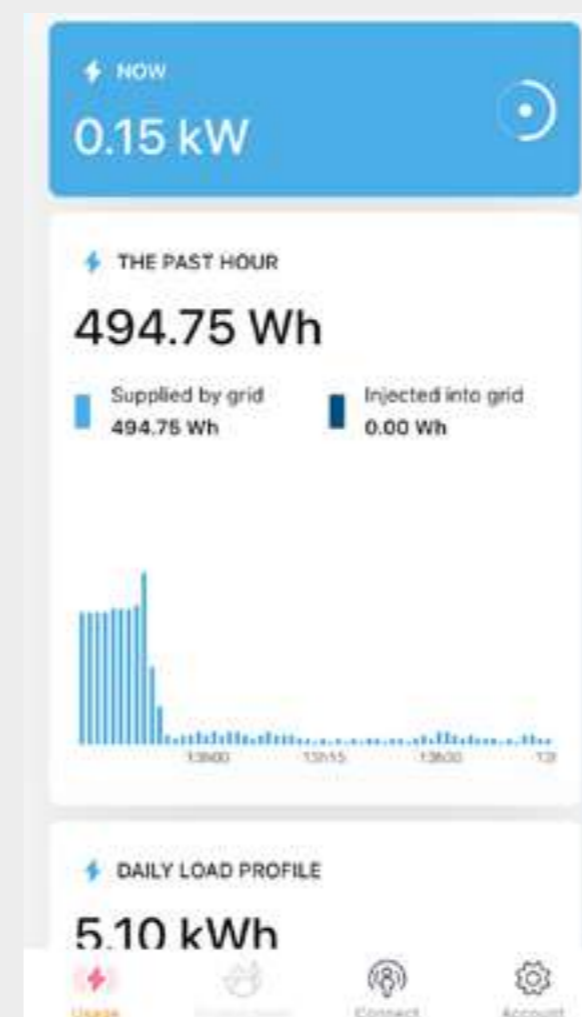 NOW
0.15 kW
THE PAST HOUR
494.75 Wh
Supplied by grid
494.75 Wh
Injected into grid
0.00 Wh
13h00 13h15 13h30
DAILY LOAD PROFILE
5.10 kWh
Usage
Connect
Account